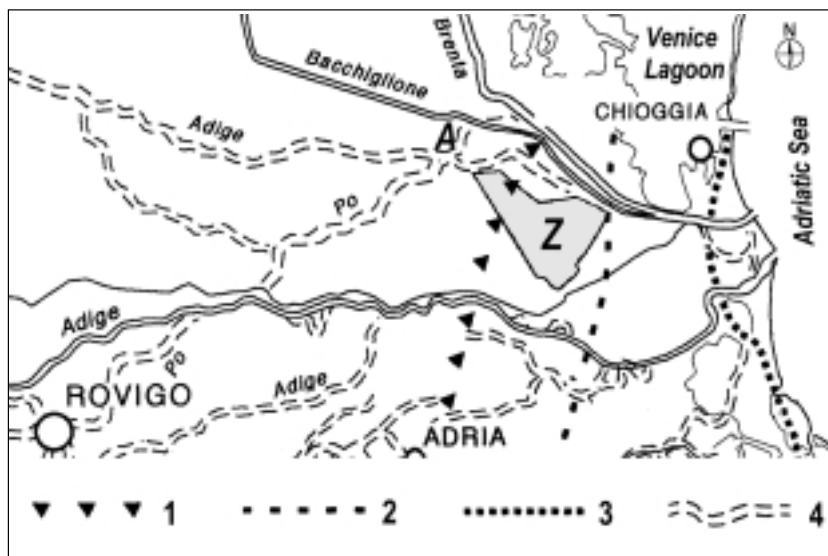 Bacchiglione
Brenta
Venice
Lagoon
N
CHIOGGIA
Adige
A
Po
Z
Adriatic Sea
Adige
Po
ROVIGO
Adige
ADRIA
1
2
3
4